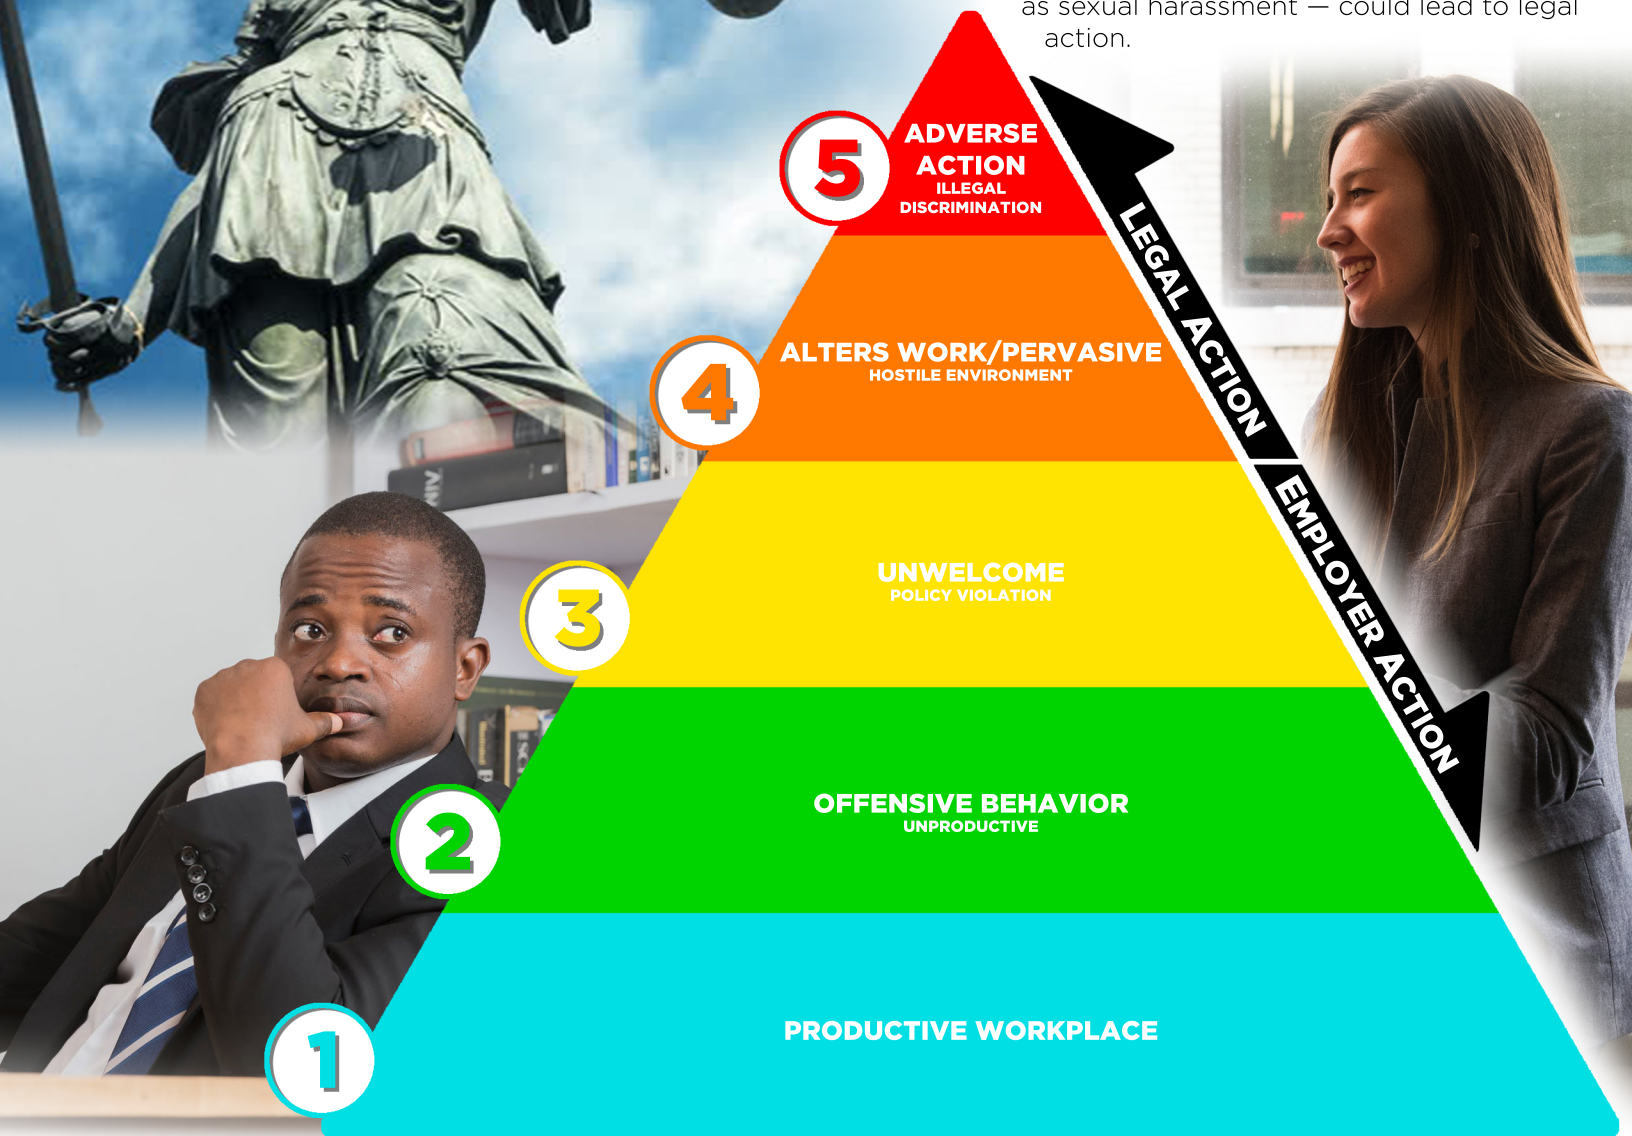 as sexual harassment — could lead to legal
action.
5
ADVERSE
ACTION
ILLEGAL
DISCRIMINATION
LEGAL ACTION
4
ALTERS WORK/PERVASIVE
HOSTILE ENVIRONMENT
EMPLOYER ACTION
3
UNWELCOME
POLICY VIOLATION
2
OFFENSIVE BEHAVIOR
UNPRODUCTIVE
1
PRODUCTIVE WORKPLACE